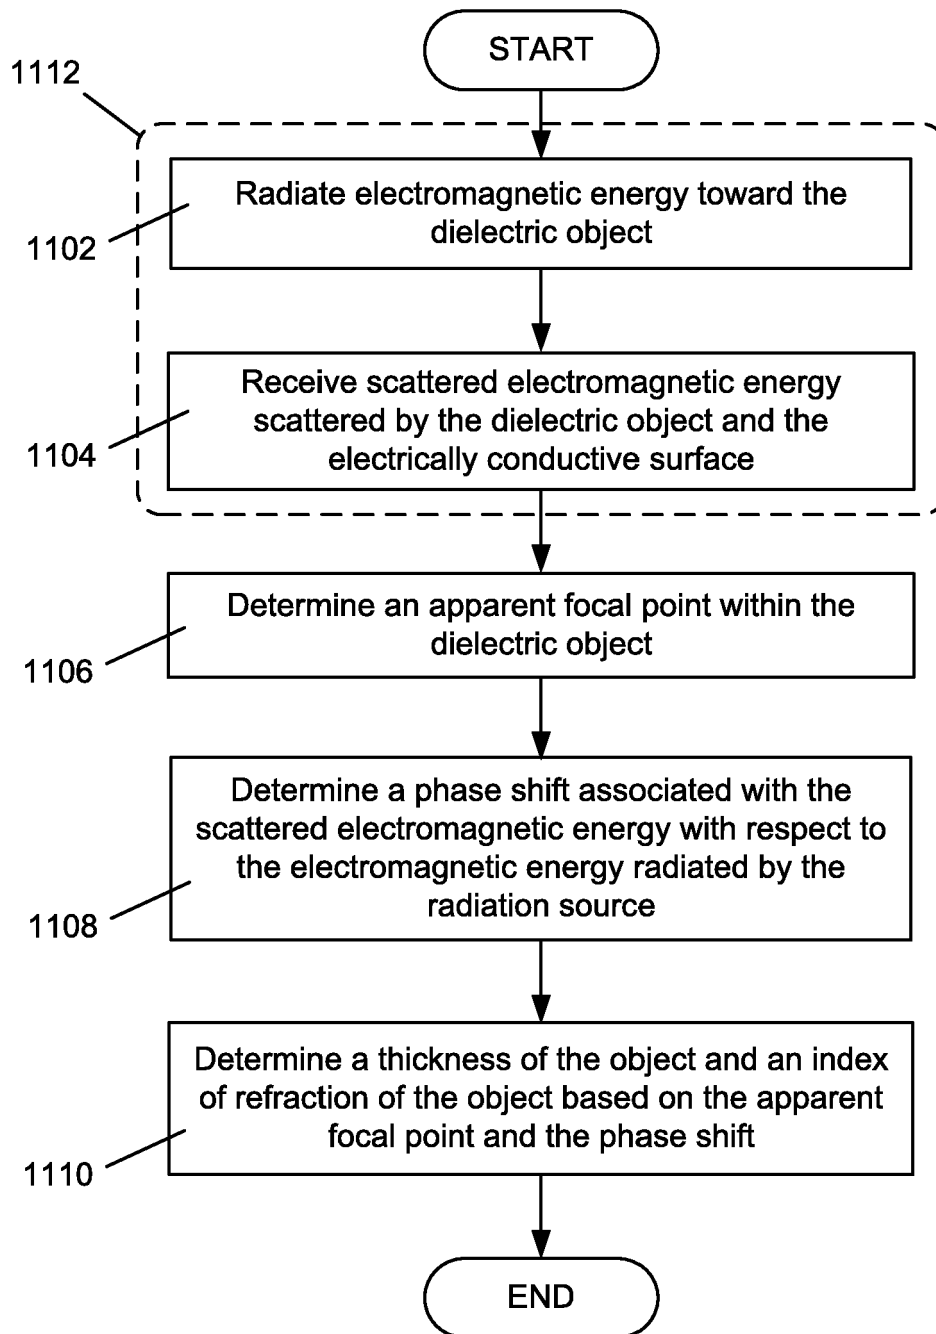 START
1112
Radiate electromagnetic energy toward the
dielectric object
1102
Receive scattered electromagnetic energy
scattered by the dielectric object and the
electrically conductive surface
1104
Determine an apparent focal point within the
dielectric object
1106
Determine a phase shift associated with the
scattered electromagnetic energy with respect to
the electromagnetic energy radiated by the
radiation source
1108
Determine a thickness of the object and an index
of refraction of the object based on the apparent
focal point and the phase shift
1110
END